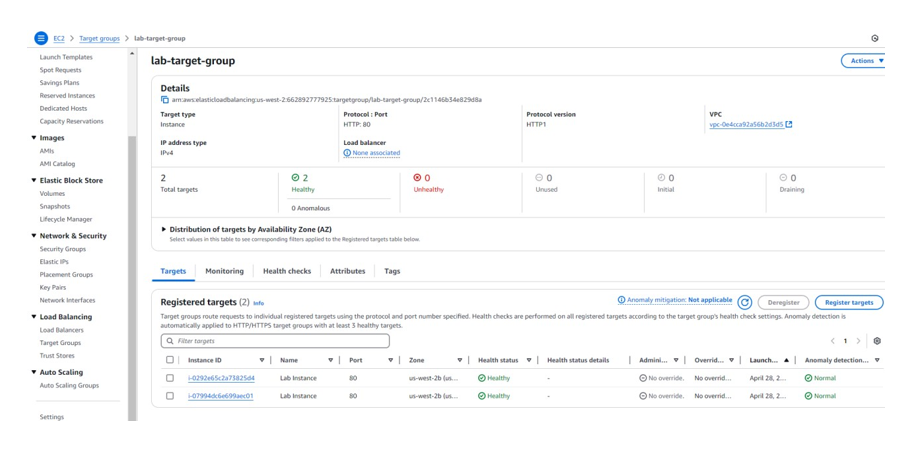 EC2 > Target groups > lab-target-group
Launch Templates
Spot Requests
Savings Plans
Reserved Instances
Dedicated Hosts
Capacity Reservations
Images
AMIs
AMI Catalog
Elastic Block Store
Volumes
Snapshots
Lifecycle Manager
Network & Security
Security Groups
Elastic IPs
Placement Groups
Key Pairs
Network Interfaces
Load Balancing
Load Balancers
Target Groups
Trust Stores
Auto Scaling
Auto Scaling Groups
Settings
lab-target-group
Actions
Details
arn:aws:elasticloadbalancing:us-west-2:662892777925:targetgroup/lab-target-group/2c1146b34e829d8a
Target type Protocol : Port Protocol version VPC
Instance HTTP: 80 HTTP1 vpc-0e4cca92a56b2d3d5
IP address type Load balancer
IPv4 None associated
2 2 0 0 0 0
Total targets Healthy Unhealthy Unused Initial Draining
0 Anomalous
Distribution of targets by Availability Zone (AZ)
Select values in this table to see corresponding filters applied to the Registered targets table below.
Targets Monitoring Health checks Attributes Tags
Registered targets (2) Info Anomaly mitigation: Not applicable Deregister Register targets
Target groups route requests to individual registered targets using the protocol and port number specified. Health checks are performed on all registered targets according to the target group's health check settings. Anomaly detection is
automatically applied to HTTP/HTTPS target groups with at least 3 healthy targets.
Filter targets < 1 >
Instance ID Name Port Zone Health status Health status details Admini... Overrid... Launch... Anomaly detection...
i-0292e65c2a73825d4 Lab Instance 80 us-west-2b (us... Healthy - No override. No overrid... April 28, 2... Normal
i-07994dc6e699aec01 Lab Instance 80 us-west-2b (us... Healthy - No override. No overrid... April 28, 2... Normal